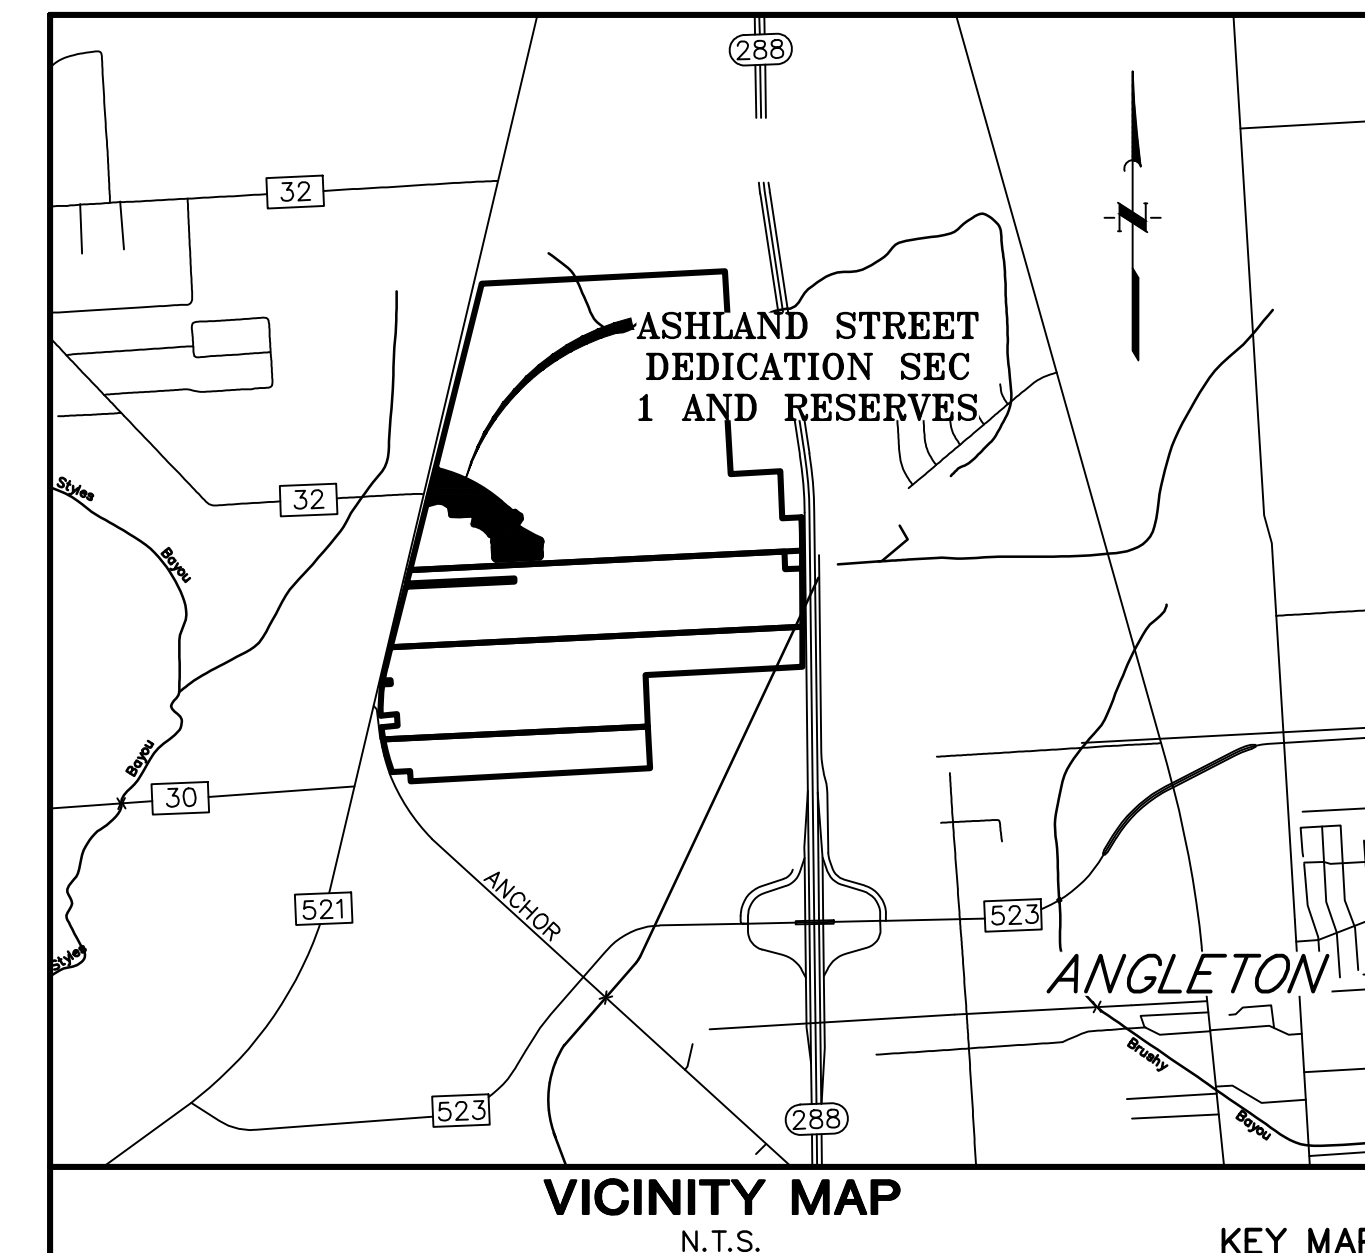 288
32
ASHLAND STREET
DEDICATION SEC
1 AND RESERVES
N
32
Styles
Bayou
Bayou
30
521
ANCHOR
523
Styles
ANGLETON
Brushy
523
288
Bayou
VICINITY MAP
N.T.S.
KEY MAP